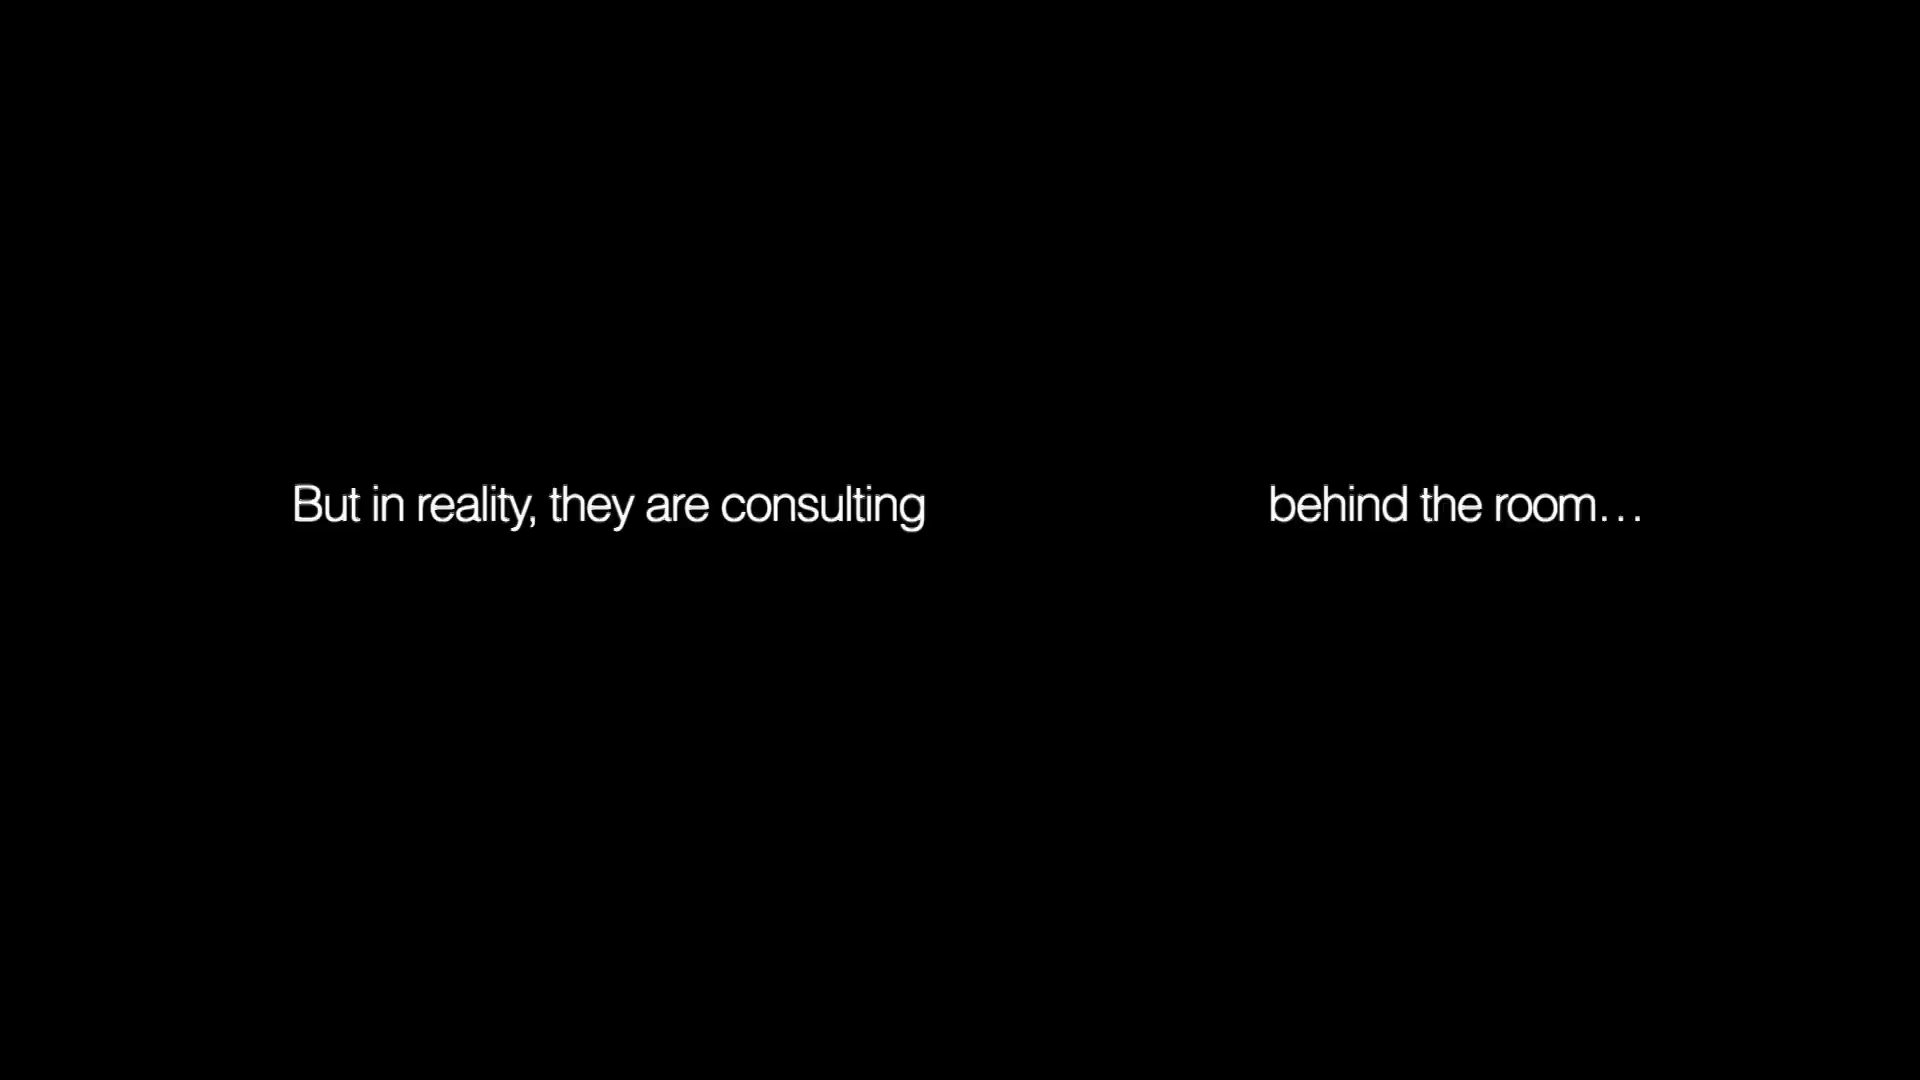 But in reality, they are consulting behind the room…